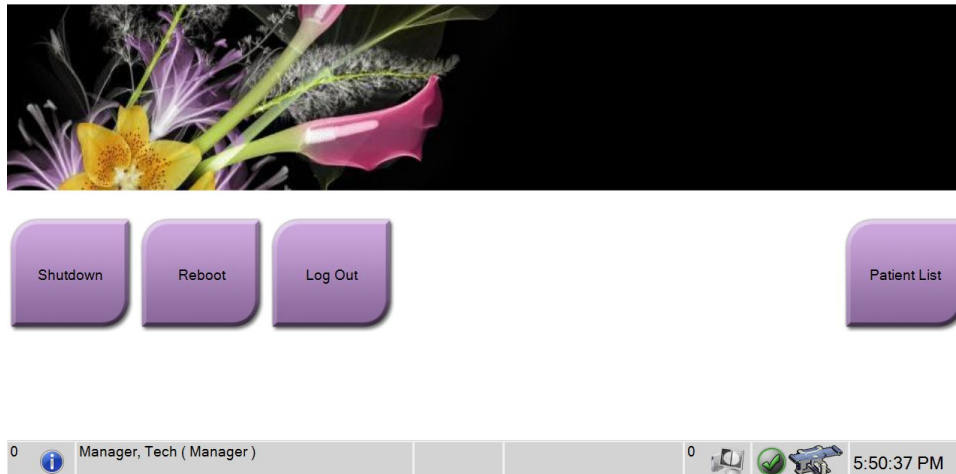 Shutdown
Reboot
Log Out
Patient List
0
Manager, Tech ( Manager )
0
5:50:37 PM